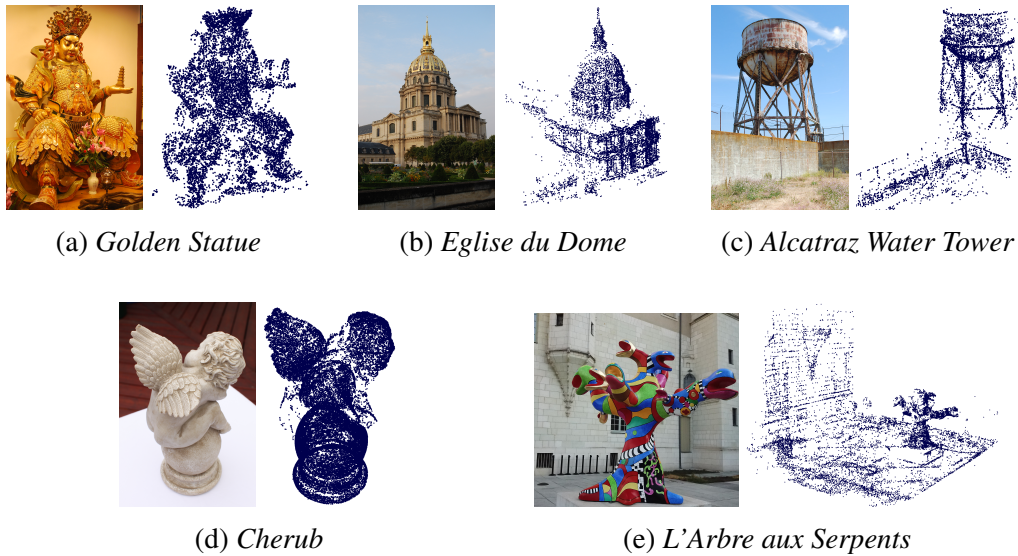 (a) Golden Statue
(b) Eglise du Dome
(c) Alcatraz Water Tower
(d) Cherub
(e) L'Arbre aux Serpents